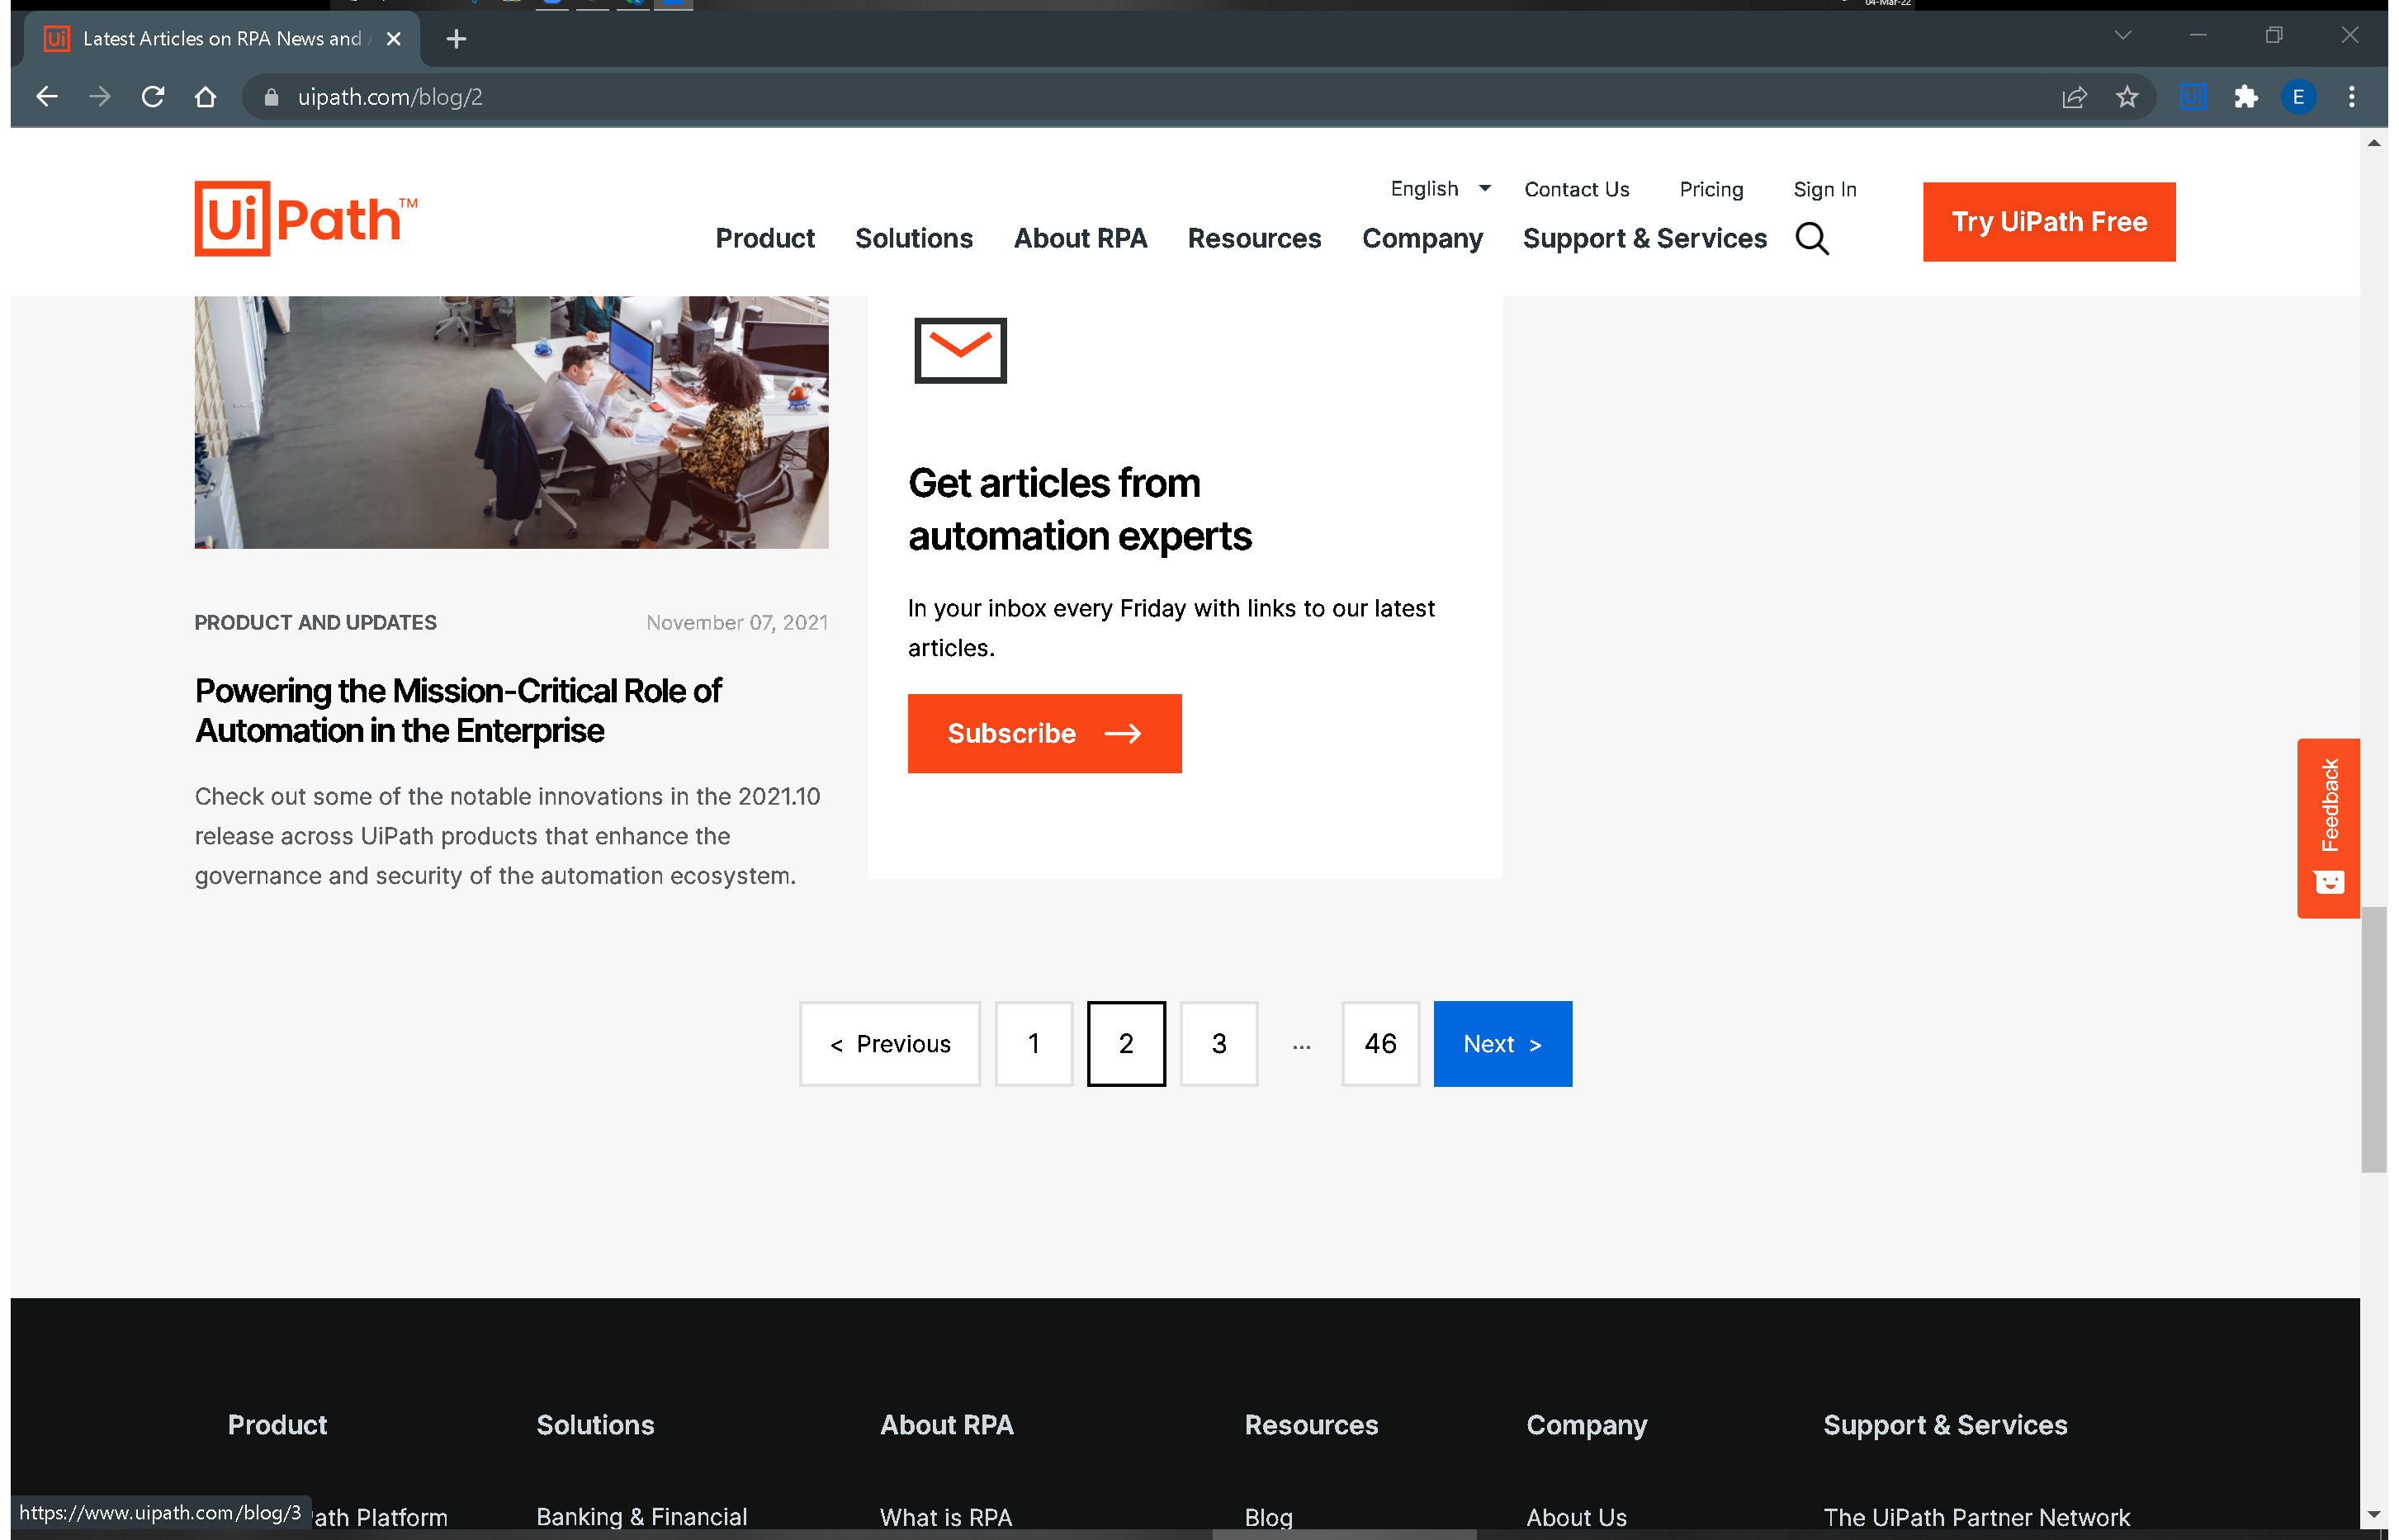 04-Mar-22
Ui Latest Articles on RPA News and
uipath.com/blog/2
Ui
E
English
Contact Us
Pricing
Sign In
UiPath™
Product
Solutions
About RPA
Resources
Company
Support & Services
Try UiPath Free
Get articles from
automation experts
In your inbox every Friday with links to our latest
articles.
Subscribe
PRODUCT AND UPDATES
November 07, 2021
Powering the Mission-Critical Role of
Automation in the Enterprise
Check out some of the notable innovations in the 2021.10
release across UiPath products that enhance the
governance and security of the automation ecosystem.
Feedback
< Previous
1
2
3
...
46
Next >
Product
Solutions
About RPA
Resources
Company
Support & Services
https://www.uipath.com/blog/3
ath Platform
Banking & Financial
What is RPA
Blog
About Us
The UiPath Partner Network